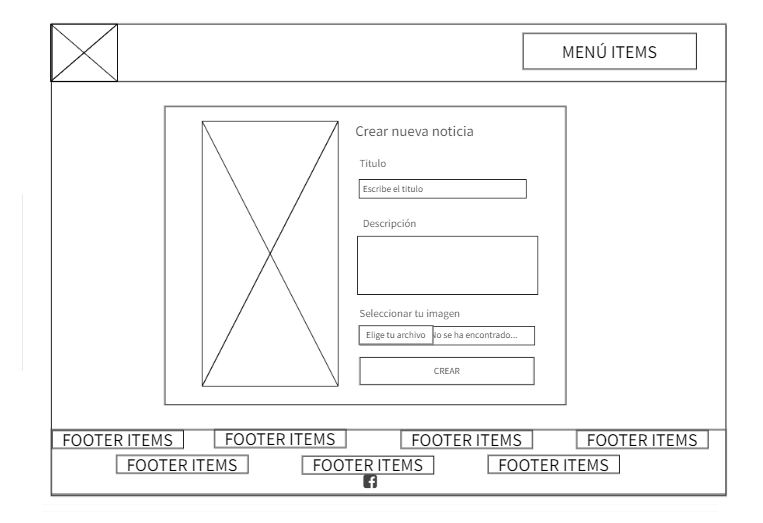 MENÚ ITEMS
Crear nueva noticia
Titulo
Escribe el titulo
Descripción
Seleccionar tu imagen
Elige tu archivo No se ha encontrado...
CREAR
FOOTER ITEMS FOOTER ITEMS FOOTER ITEMS FOOTER ITEMS
FOOTER ITEMS FOOTER ITEMS FOOTER ITEMS